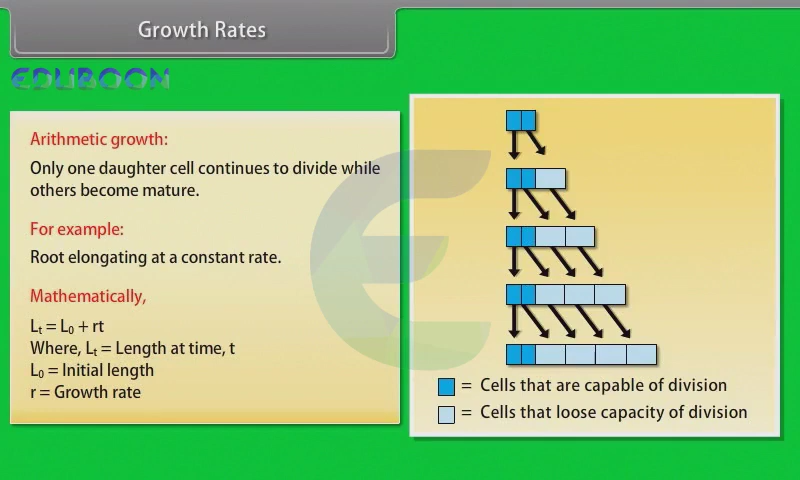 Growth Rates
EDUBOON
Arithmetic growth:
Only one daughter cell continues to divide while
others become mature.
For example:
Root elongating at a constant rate.
Mathematically,
Lₜ = L₀ + rt
Where, Lₜ = Length at time, t
L₀ = Initial length
r = Growth rate
= Cells that are capable of division
= Cells that loose capacity of division